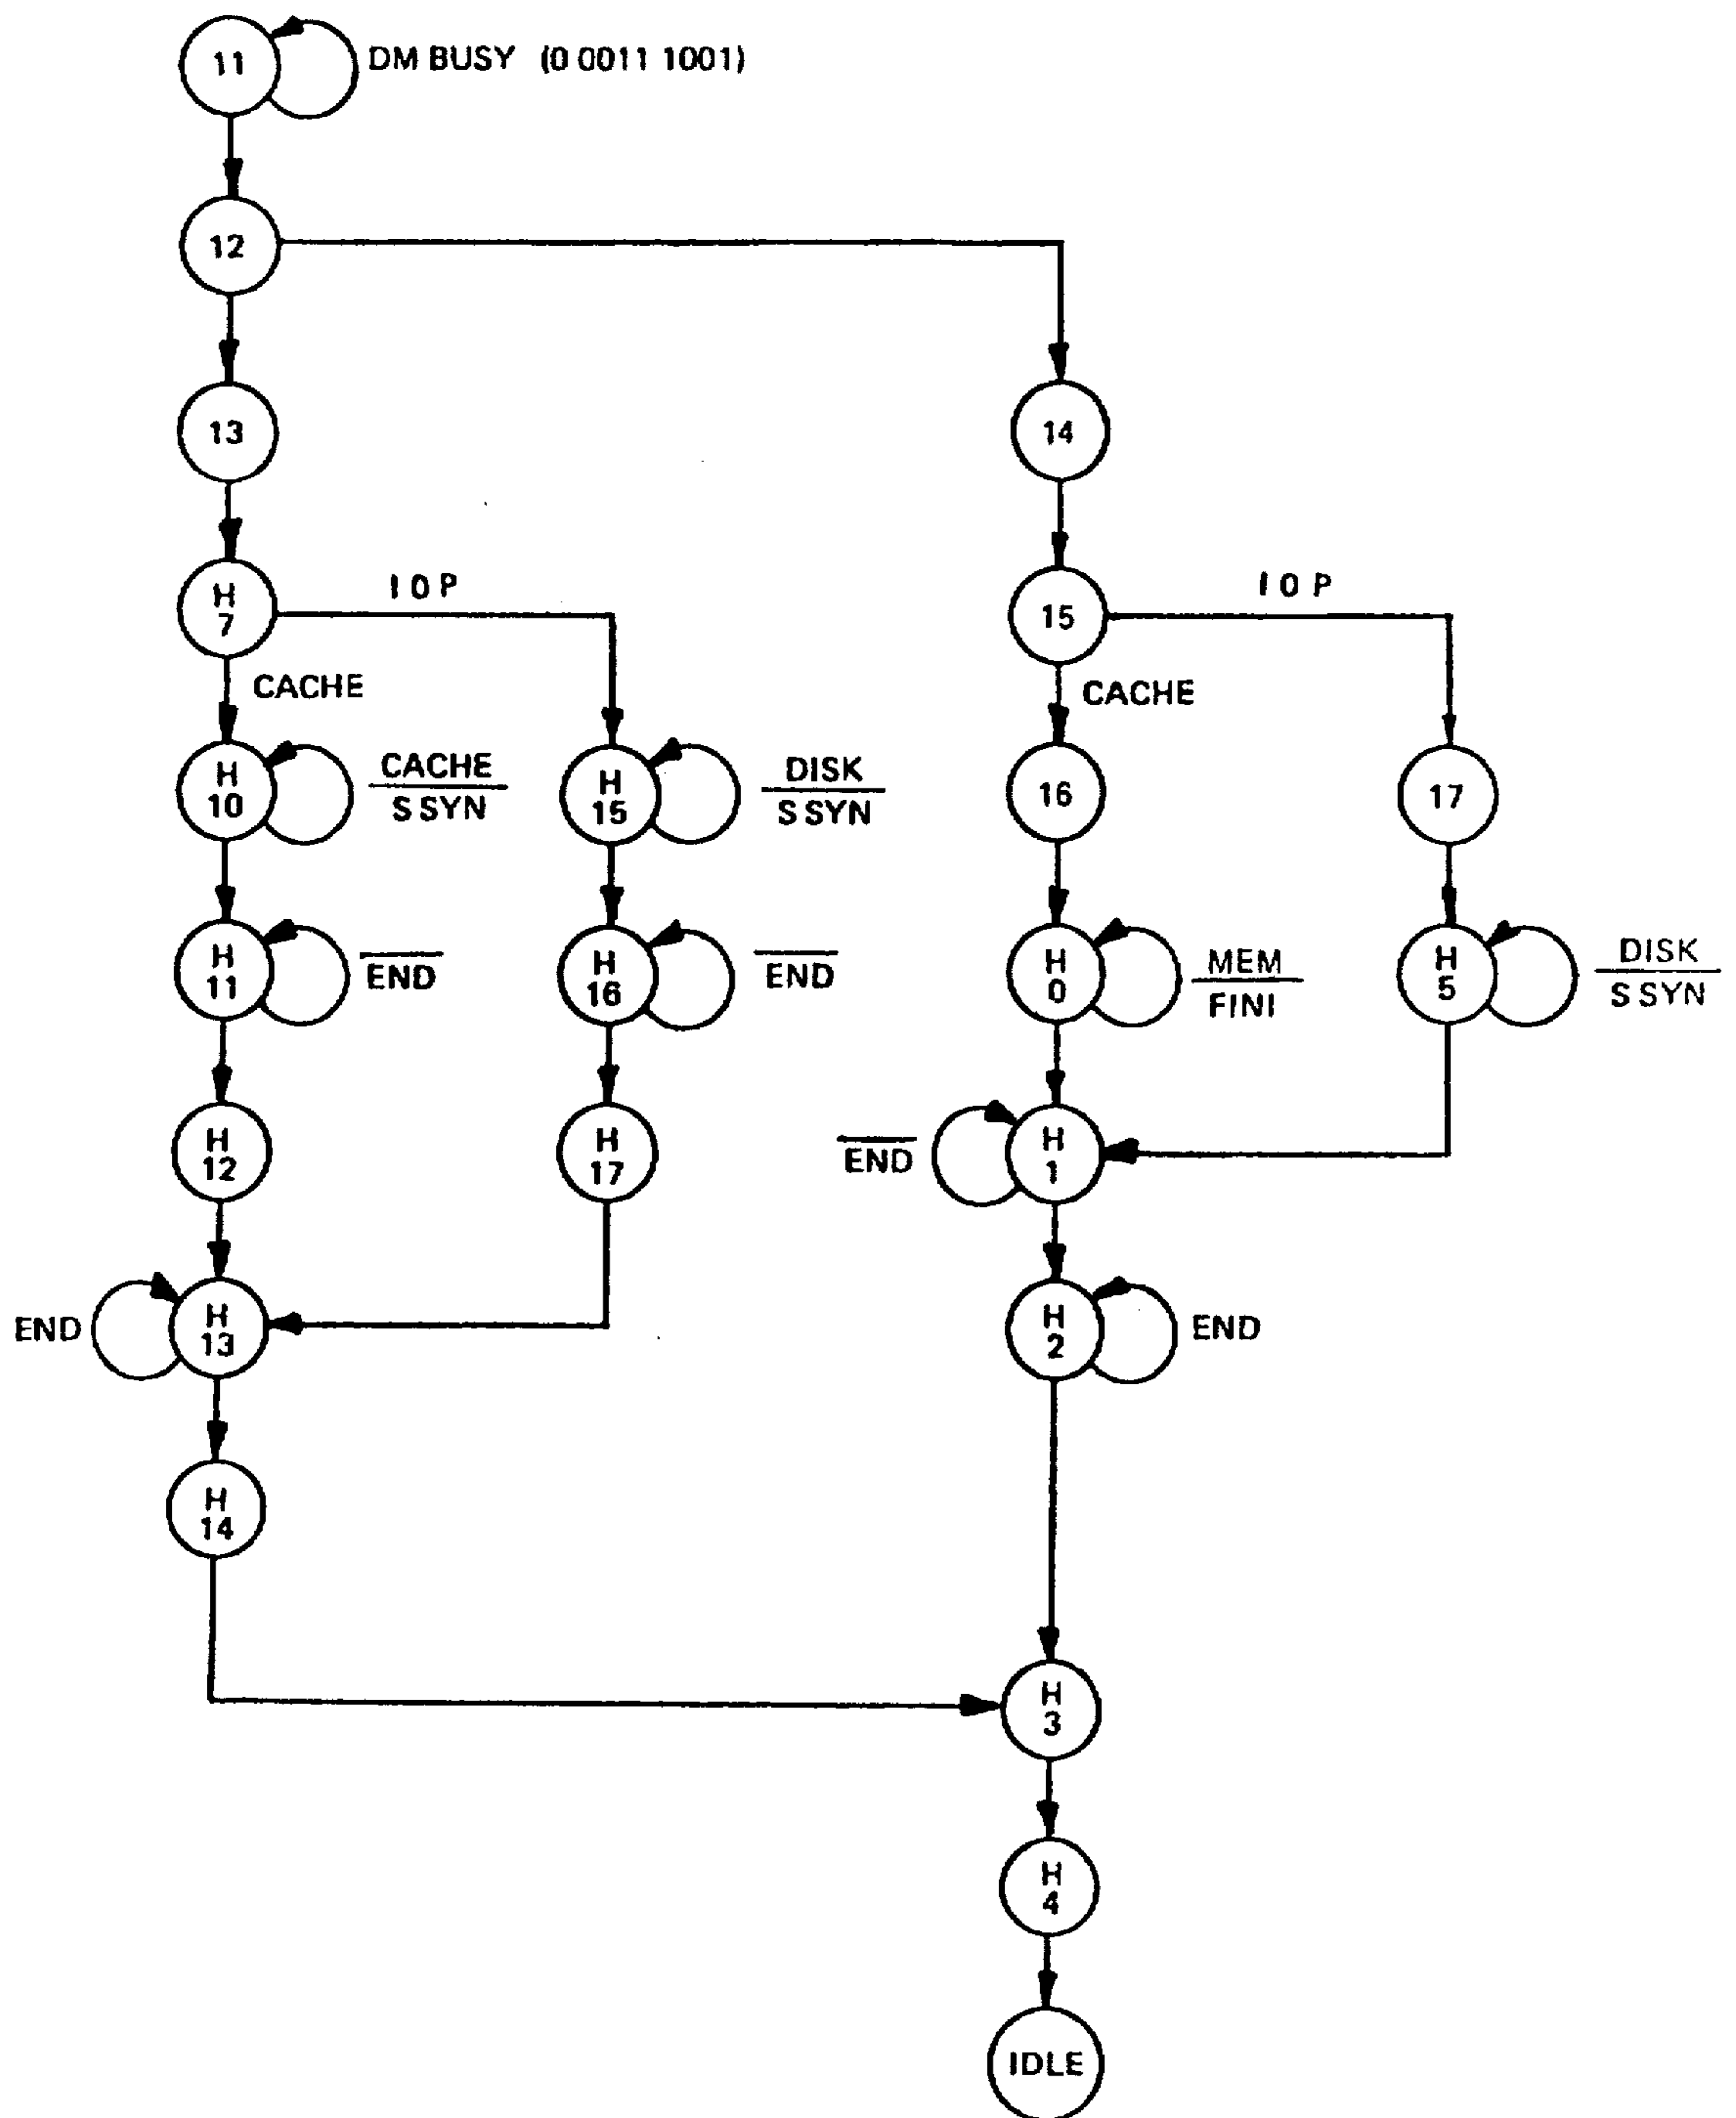 11
DM BUSY (0 0011 1001)
12
13
14
H
7
I O P
15
I O P
CACHE
CACHE
H
10
CACHE
S SYN
H
15
DISK
S SYN
16
17
H
11
END
H
16
END
H
0
MEM
FINI
H
5
DISK
S SYN
H
12
H
17
END
H
1
END
H
13
H
2
END
H
14
H
3
H
4
IDLE